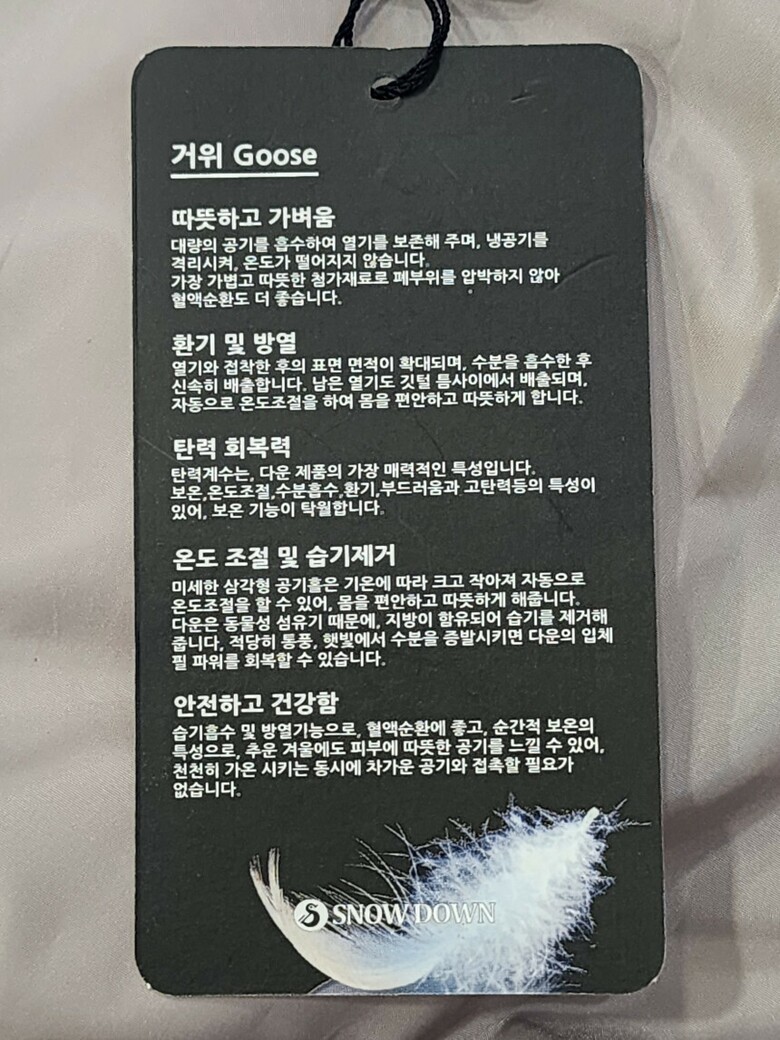 거위 Goose
따뜻하고 가벼움
대량의 공기를 흡수하여 열기를 보존해 주며, 냉공기를
격리시켜, 온도가 떨어지지 않습니다.
가장 가볍고 따뜻한 첨가재료로 폐부위를 압박하지 않아
혈액순환도 더 좋습니다.
환기 및 방열
열기와 접착한 후의 표면 면적이 확대되며, 수분을 흡수한 후
신속히 배출합니다. 남은 열기도 깃털 틈사이에서 배출되며,
자동으로 온도조절을 하여 몸을 편안하고 따뜻하게 합니다.
탄력 회복력
탄력계수는, 다운 제품의 가장 매력적인 특성입니다.
보온,온도조절,수분흡수,환기,부드러움과 고탄력등의 특성이
있어, 보온 기능이 탁월합니다.
온도 조절 및 습기제거
미세한 삼각형 공기홀은 기온에 따라 크고 작아져 자동으로
온도조절을 할 수 있어, 몸을 편안하고 따뜻하게 해줍니다.
다운은 동물성 섬유기 때문에, 지방이 함유되어 습기를 제거해
줍니다, 적당히 통풍, 햇빛에서 수분을 증발시키면 다운의 입체
필 파워를 회복할 수 있습니다.
안전하고 건강함
습기흡수 및 방열기능으로, 혈액순환에 좋고, 순간적 보온의
특성으로, 추운 겨울에도 피부에 따뜻한 공기를 느낄 수 있어,
천천히 가온 시키는 동시에 차가운 공기와 접촉할 필요가
없습니다.
SNOWDOWN